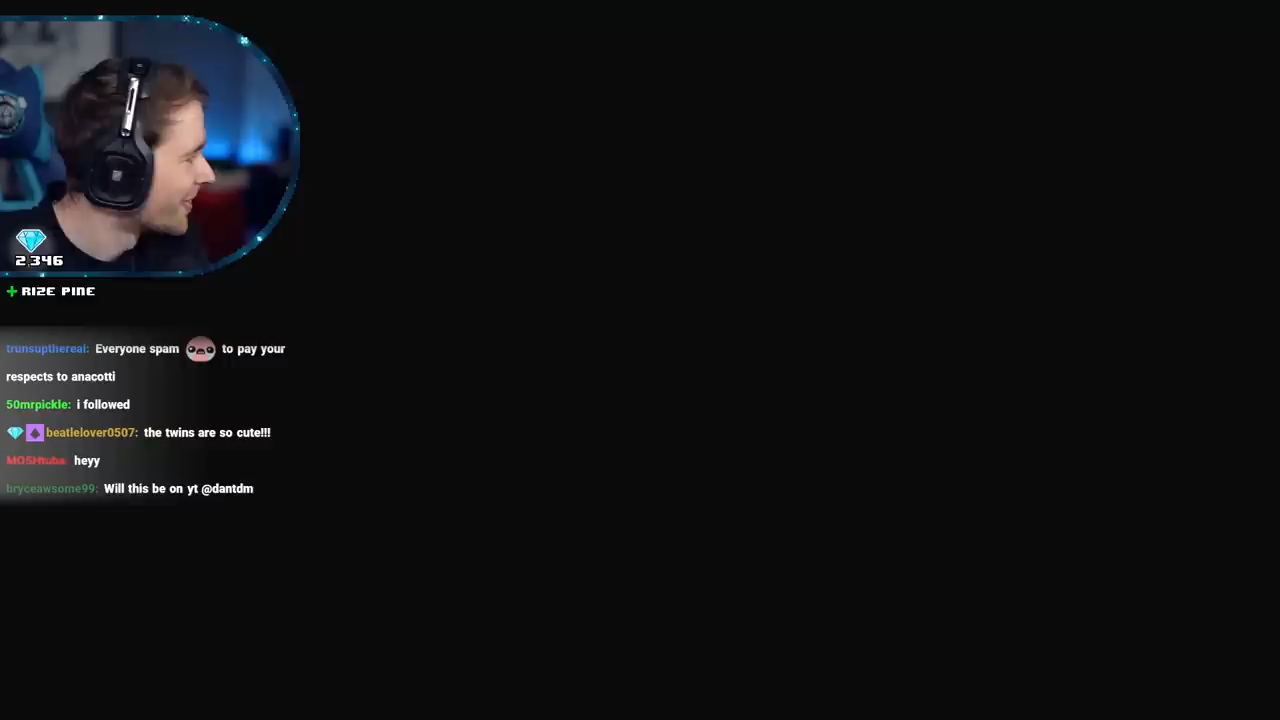 2,346
+ RIZE PINE
trunsupthereal: Everyone spam to pay your
respects to anacotti
50mrpickle: i followed
beatlelover0507: the twins are so cute!!!
MOSHtuba: heyy
bryceawsome99: Will this be on yt @dantdm